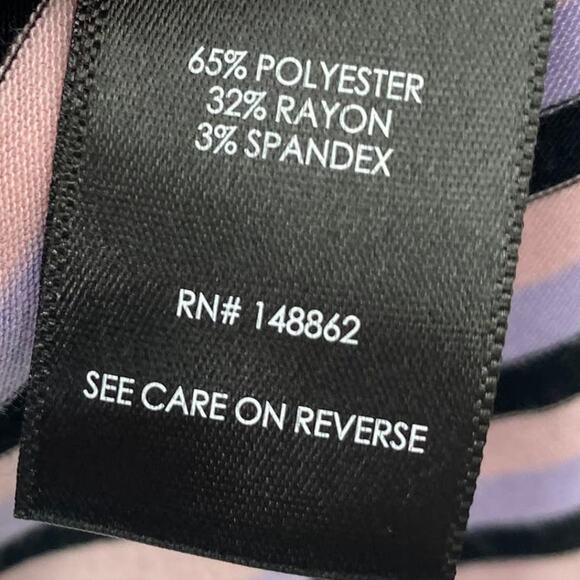 65% POLYESTER
32% RAYON
3% SPANDEX
RN# 148862
SEE CARE ON REVERSE